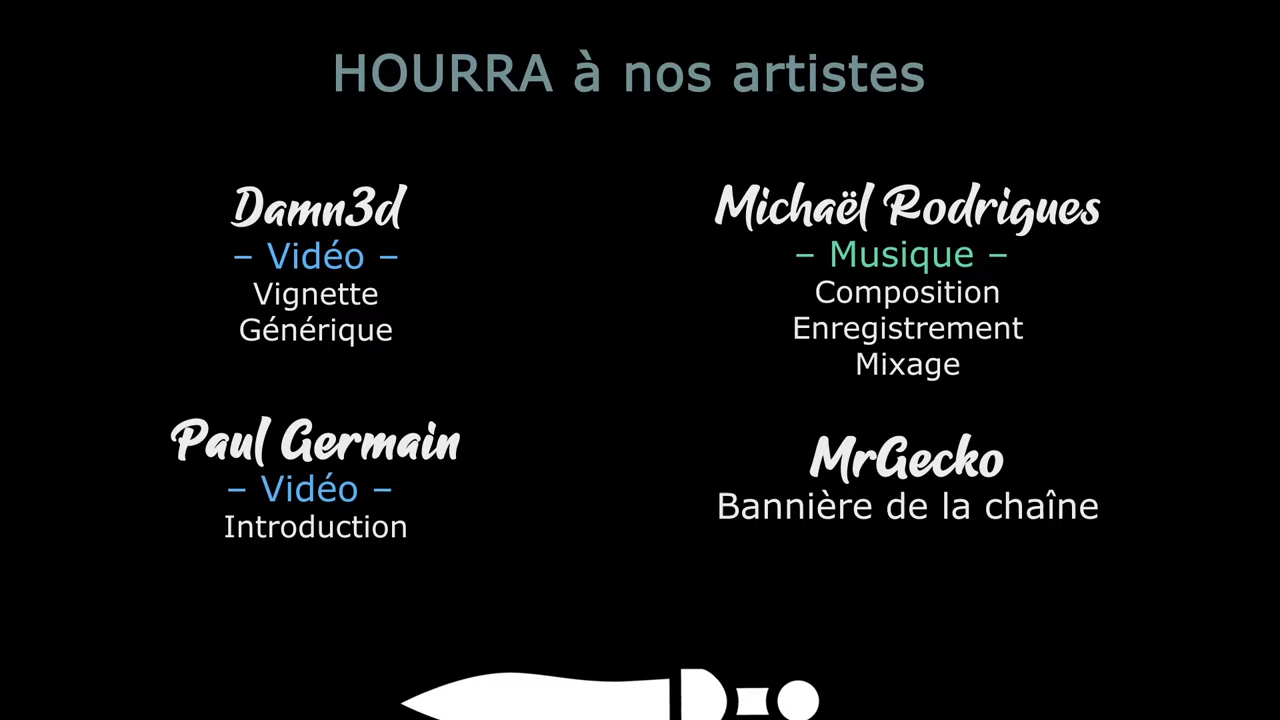 HOURRA à nos artistes
Damn3d
– Vidéo –
Vignette
Générique
Michaël Rodrigues
– Musique –
Composition
Enregistrement
Mixage
Paul Germain
– Vidéo –
Introduction
MrGecko
Bannière de la chaîne